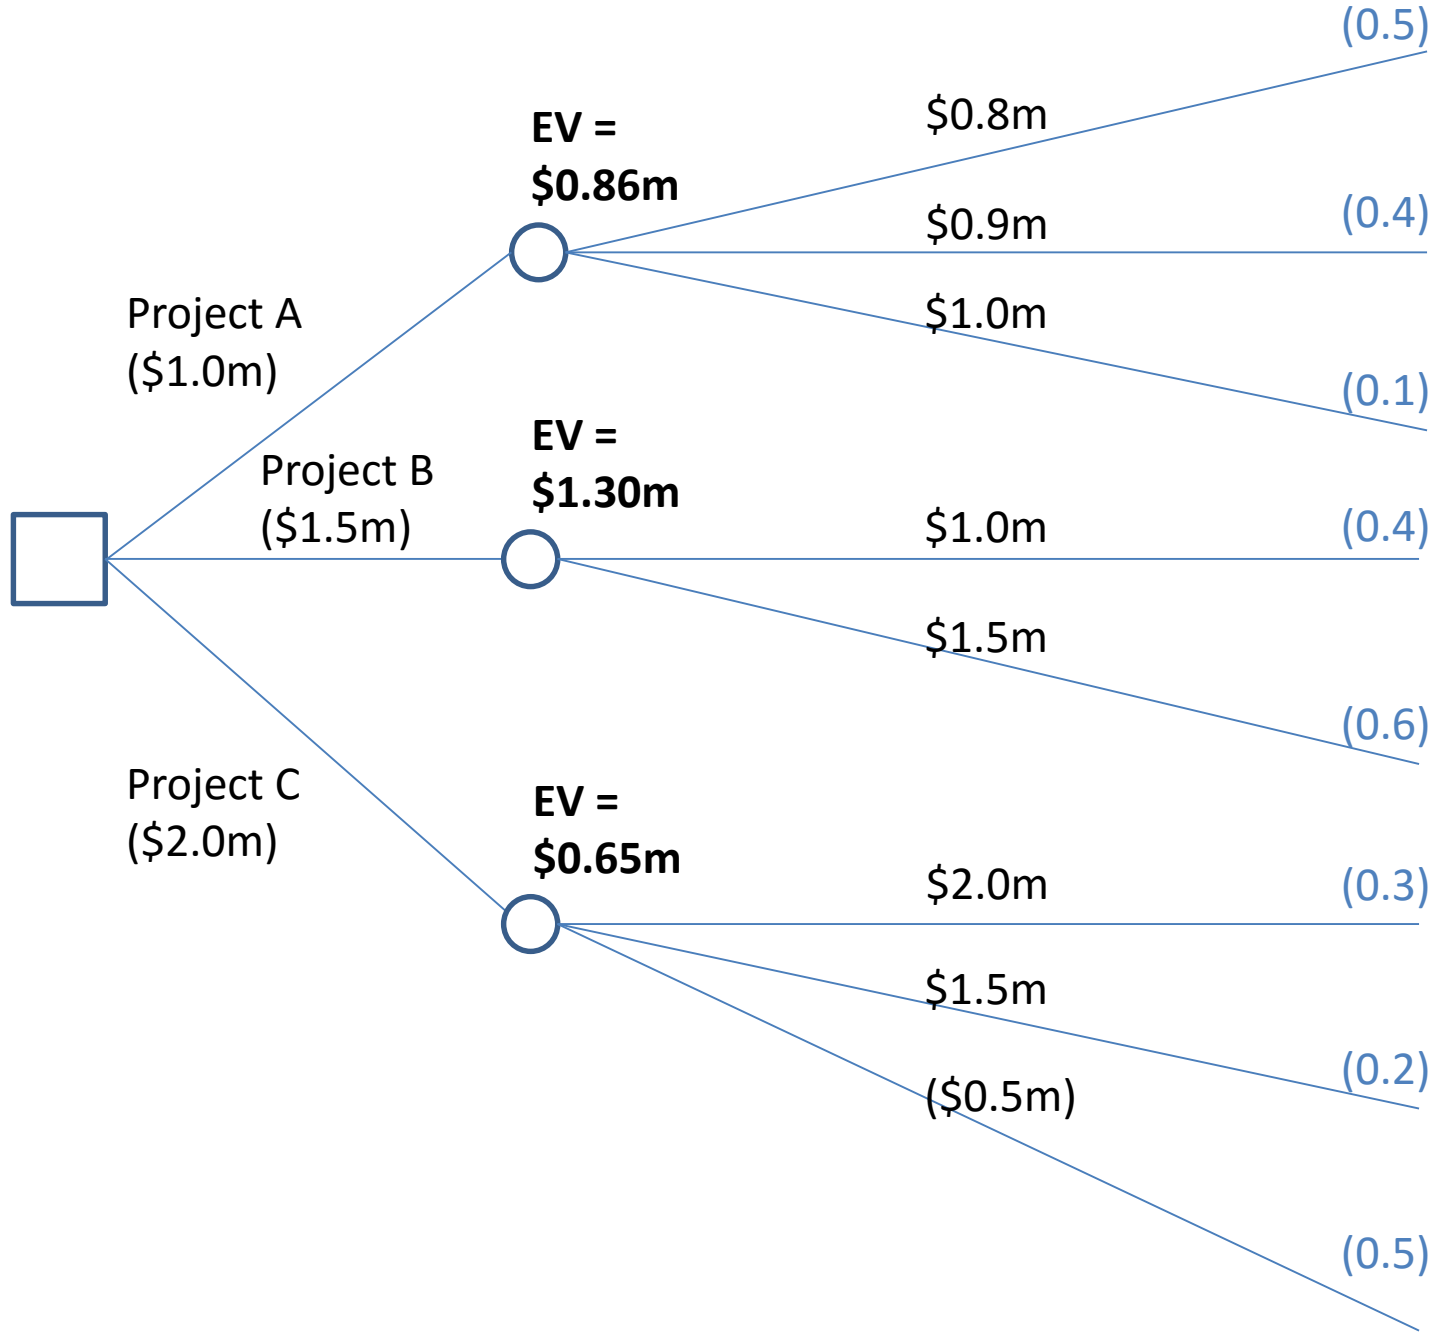 (0.5)
$0.8m
EV =
$0.86m
$0.9m
(0.4)
Project A
($1.0m)
$1.0m
(0.1)
EV =
$1.30m
Project B
($1.5m)
$1.0m
(0.4)
$1.5m
(0.6)
Project C
($2.0m)
EV =
$0.65m
$2.0m
(0.3)
$1.5m
(0.2)
($0.5m)
(0.5)